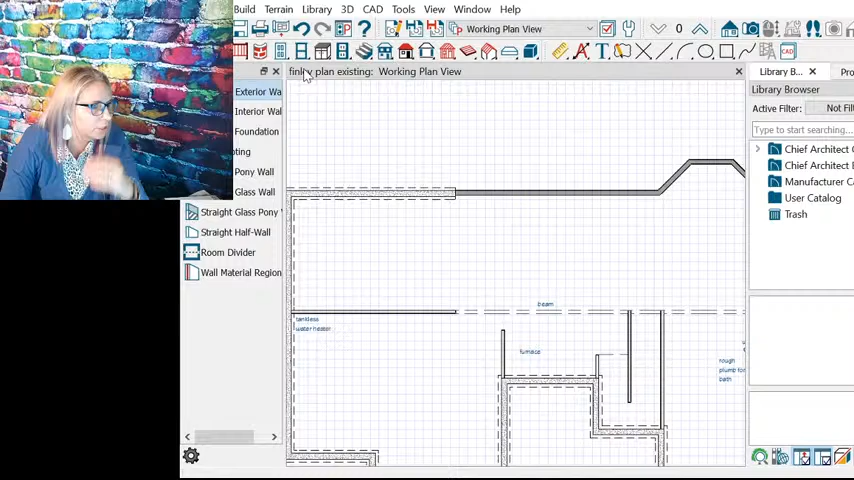 Build Terrain Library 3D CAD Tools View Window Help
Working Plan View
0
CAD
plan existing: Working Plan View
Library B...
Pro
Exterior Wa
Interior Wal
Foundation
Pony Wall
Glass Wall
Straight Glass Pony
Straight Half-Wall
Room Divider
Wall Material Region
Library Browser
Active Filter:
Not Fil
Type to start searching...
Chief Architect C
Chief Architect
Manufacturer Ca
User Catalog
Trash
beam
tankless
water heater
furnace
rough
plumb for
bath